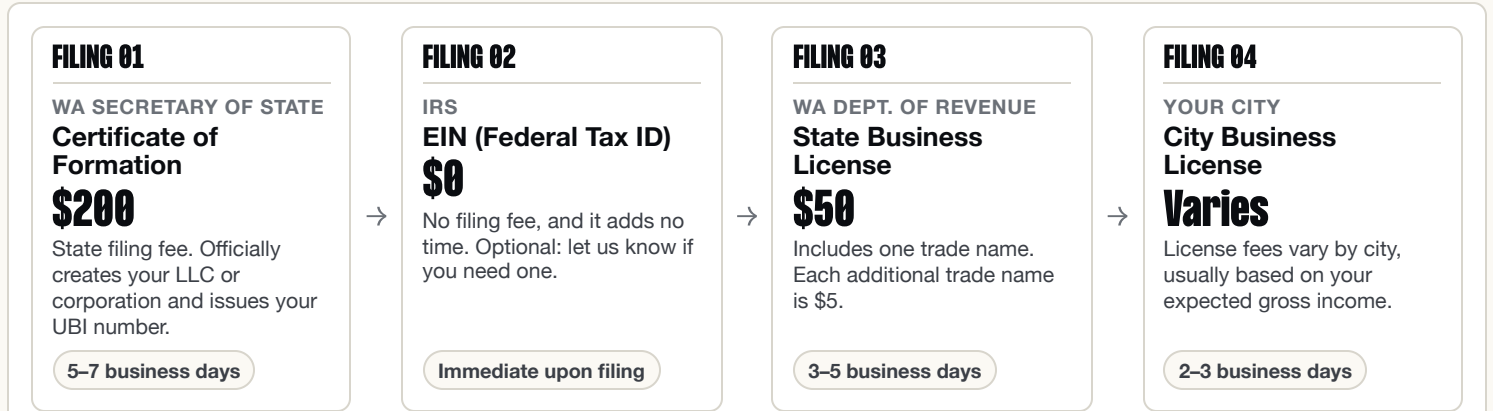 FILING 01
WA SECRETARY OF STATE
Certificate of
Formation
$200
State filing fee. Officially
creates your LLC or
corporation and issues your
UBI number.
5–7 business days
→
FILING 02
IRS
EIN (Federal Tax ID)
$0
No filing fee, and it adds no
time. Optional: let us know if
you need one.
Immediate upon filing
→
FILING 03
WA DEPT. OF REVENUE
State Business
License
$50
Includes one trade name.
Each additional trade name
is $5.
3–5 business days
→
FILING 04
YOUR CITY
City Business
License
Varies
License fees vary by city,
usually based on your
expected gross income.
2–3 business days